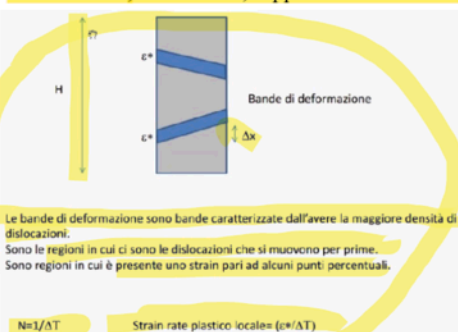 H
ε*
Bande di deformazione
ε*
Δx
Le bande di deformazione sono bande caratterizzate dall'avere la maggiore densità di
dislocazioni.
Sono le regioni in cui ci sono le dislocazioni che si muovono per prime.
Sono regioni in cui è presente uno strain pari ad alcuni punti percentuali.
N=1/ΔT Strain rate plastico locale= (ε*/ΔT)